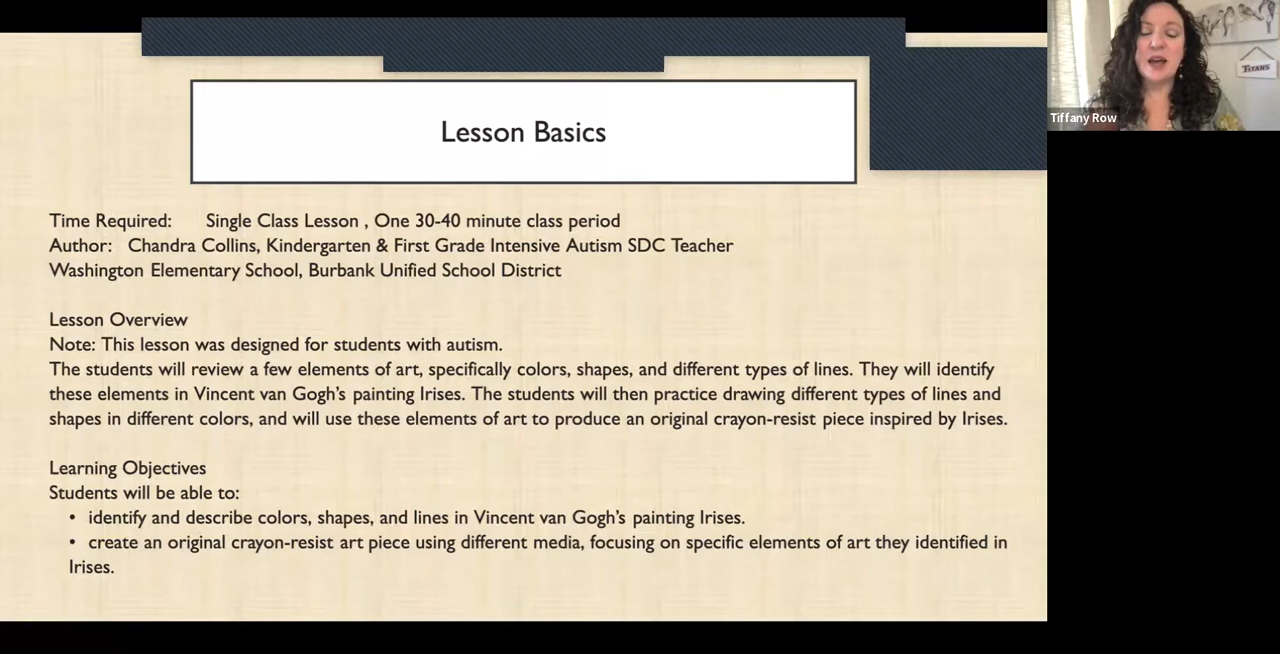 Lesson Basics
TITANS
Tiffany Row
Time Required: Single Class Lesson , One 30-40 minute class period
Author: Chandra Collins, Kindergarten & First Grade Intensive Autism SDC Teacher
Washington Elementary School, Burbank Unified School District
Lesson Overview
Note: This lesson was designed for students with autism.
The students will review a few elements of art, specifically colors, shapes, and different types of lines. They will identify
these elements in Vincent van Gogh’s painting Irises. The students will then practice drawing different types of lines and
shapes in different colors, and will use these elements of art to produce an original crayon-resist piece inspired by Irises.
Learning Objectives
Students will be able to:
• identify and describe colors, shapes, and lines in Vincent van Gogh’s painting Irises.
• create an original crayon-resist art piece using different media, focusing on specific elements of art they identified in
Irises.